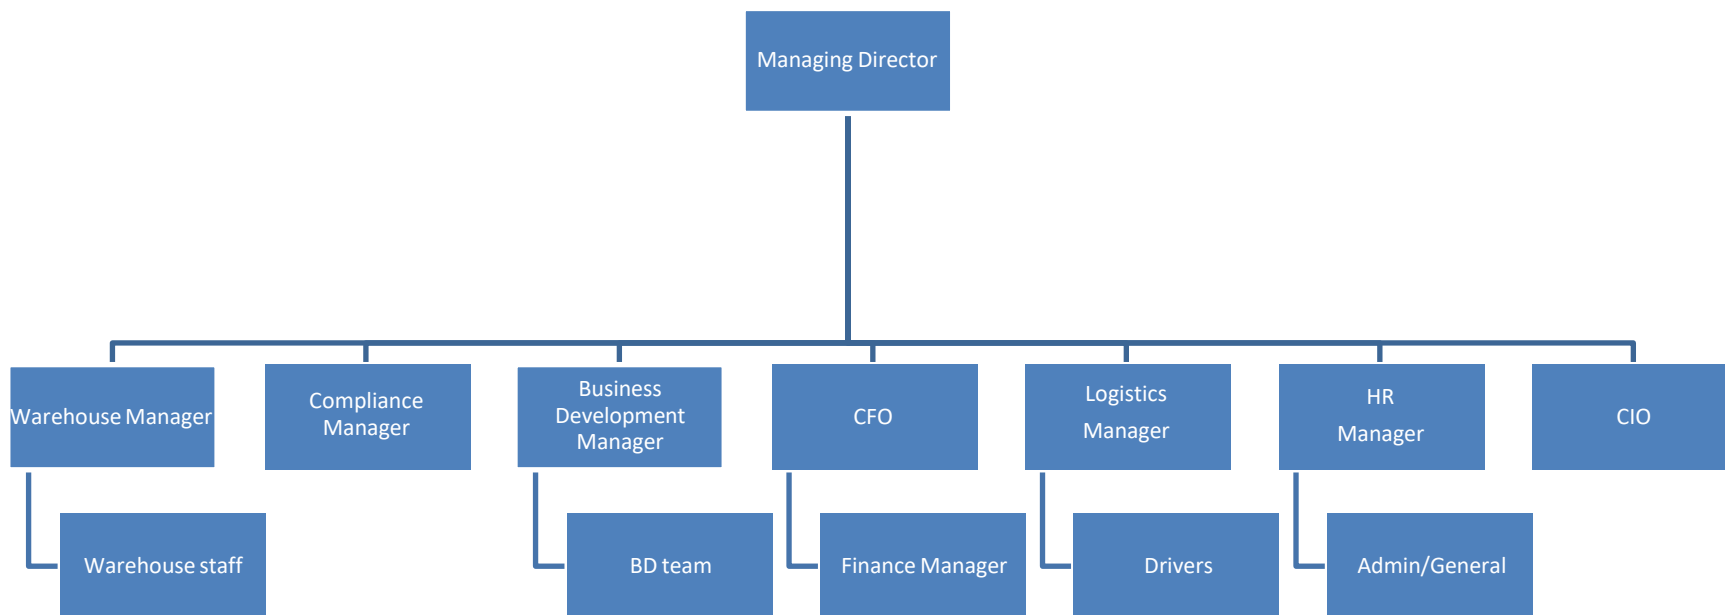 Managing Director
Warehouse Manager
Compliance
Manager
Business
Development
Manager
CFO
Logistics
Manager
HR
Manager
CIO
Warehouse staff
BD team
Finance Manager
Drivers
Admin/General